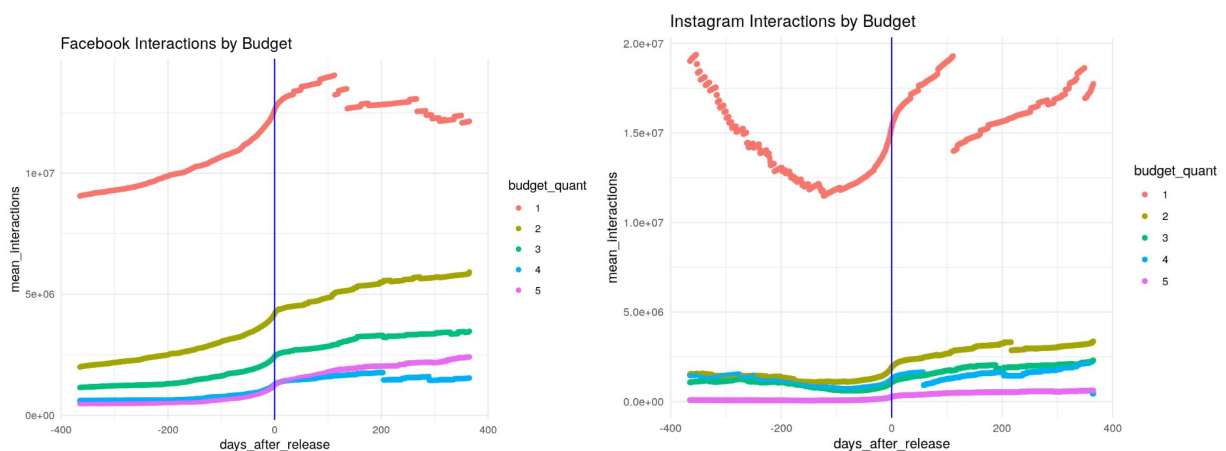 Facebook Interactions by Budget
mean_interactions
1e+07
5e+06
0e+00
-400
-200
0
200
400
days_after_release
budget_quant
1
2
3
4
5
Instagram Interactions by Budget
mean_interactions
2.0e+07
1.5e+07
1.0e+07
5.0e+06
0.0e+00
-400
-200
0
200
400
days_after_release
budget_quant
1
2
3
4
5